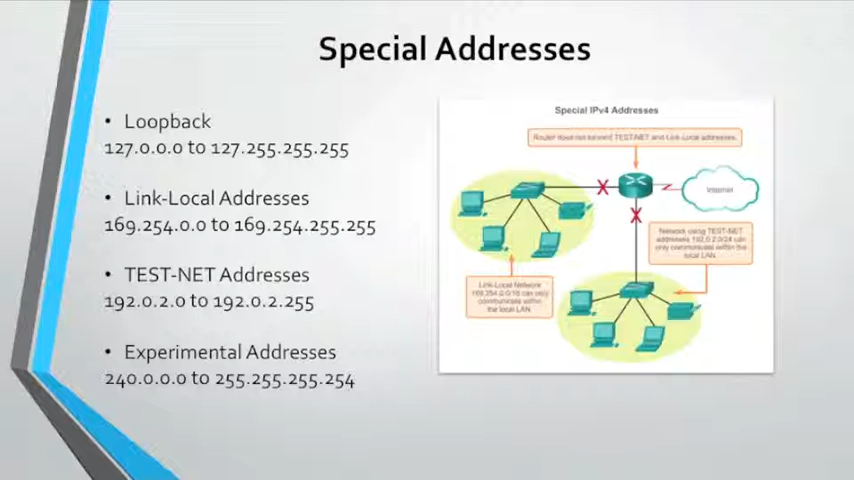 Special Addresses
• Loopback
127.0.0.0 to 127.255.255.255
• Link-Local Addresses
169.254.0.0 to 169.254.255.255
• TEST-NET Addresses
192.0.2.0 to 192.0.2.255
• Experimental Addresses
240.0.0.0 to 255.255.255.254
Special IPv4 Addresses
Router does not forward TEST-NET and Link-Local addresses.
Internet
Network using TEST-NET
addresses 192.0.2.0/24 can
only communicate within the
local LAN.
Link-Local Network
169.254.0.0/16 can only
communicate within
the local LAN.